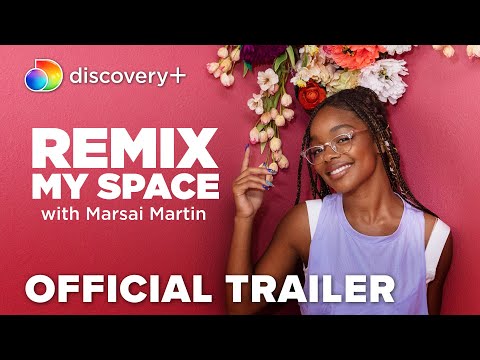 discovery+
REMIX
MY SPACE
with Marsai Martin
OFFICIAL TRAILER